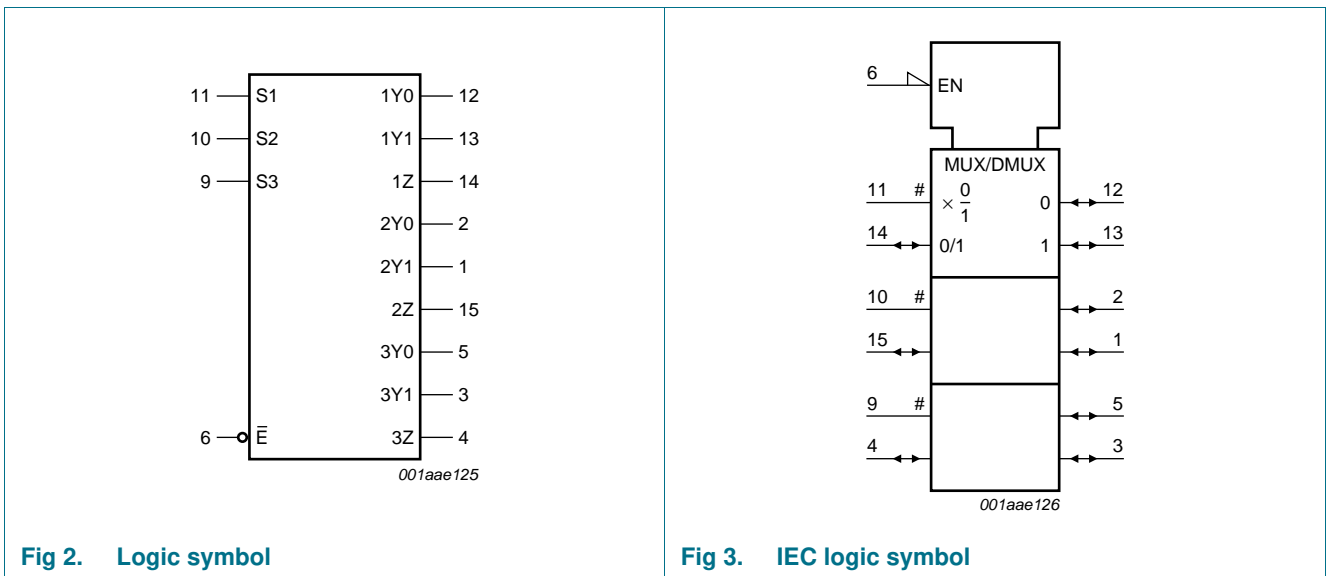 11 S1 1Y0 12
10 S2 1Y1 13
9 S3 1Z 14
2Y0 2
2Y1 1
2Z 15
3Y0 5
3Y1 3
6 E̅ 3Z 4
001aae125
Fig 2. Logic symbol
6 EN
MUX/DMUX
11 # × 0/1 0 12
14 0/1 1 13
10 # 2
15 1
9 # 5
4 3
001aae126
Fig 3. IEC logic symbol